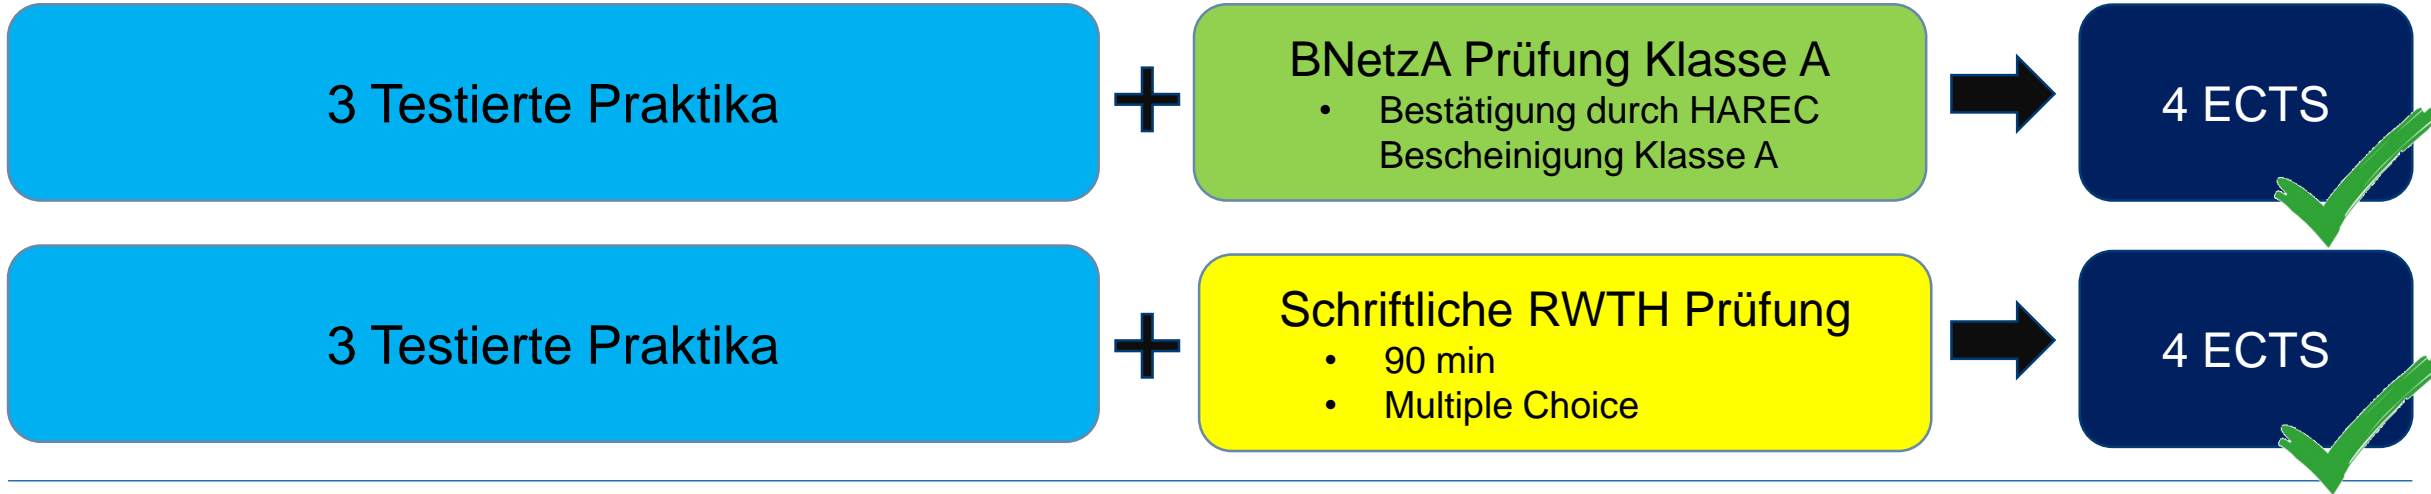 3 Testierte Praktika
BNetzA Prüfung Klasse A
• Bestätigung durch HAREC
Bescheinigung Klasse A
4 ECTS
3 Testierte Praktika
Schriftliche RWTH Prüfung
• 90 min
• Multiple Choice
4 ECTS